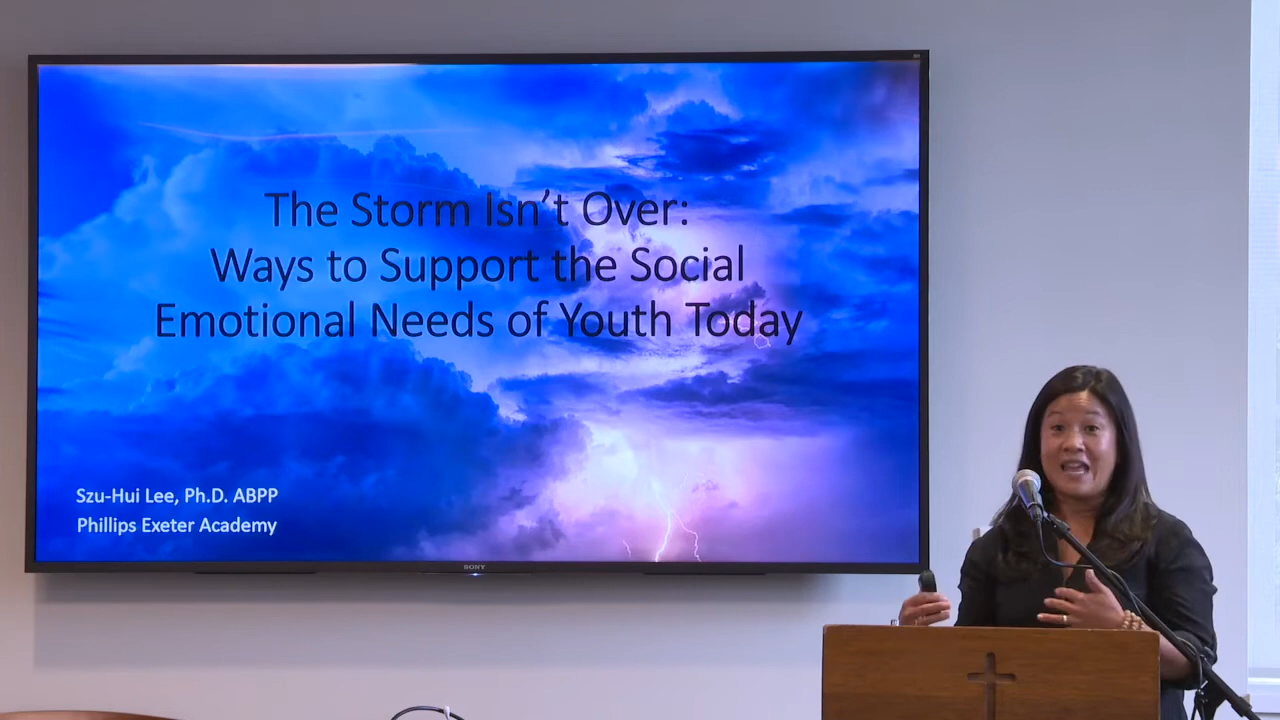 The Storm Isn't Over:
Ways to Support the Social
Emotional Needs of Youth Today
Szu-Hui Lee, Ph.D. ABPP
Phillips Exeter Academy
SONY